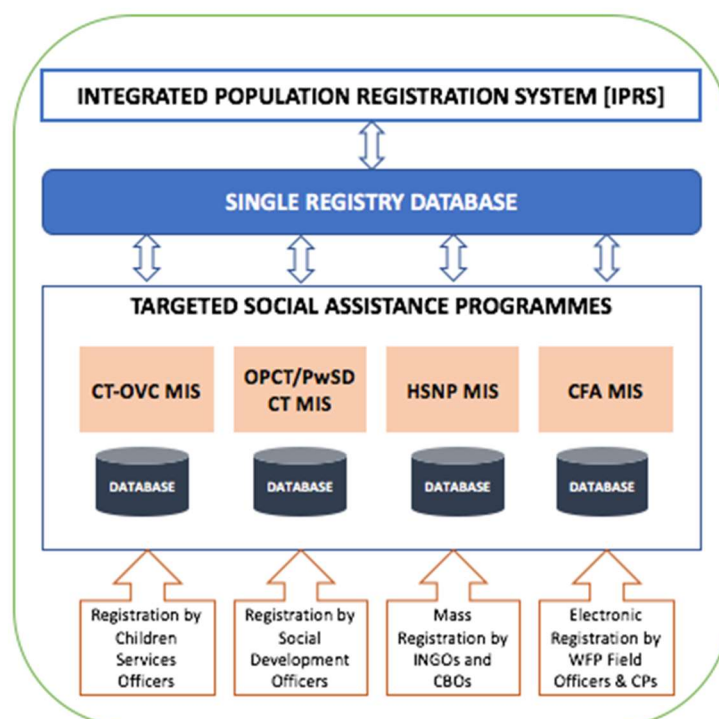 INTEGRATED POPULATION REGISTRATION SYSTEM [IPRS]
SINGLE REGISTRY DATABASE
TARGETED SOCIAL ASSISTANCE PROGRAMMES
CT-OVC MIS
OPCT/PwSD
CT MIS
HSNP MIS
CFA MIS
DATABASE
DATABASE
DATABASE
DATABASE
Registration by
Children
Services
Officers
Registration by
Social
Development
Officers
Mass
Registration by
INGOs and
CBOs
Electronic
Registration by
WFP Field
Officers & CPs